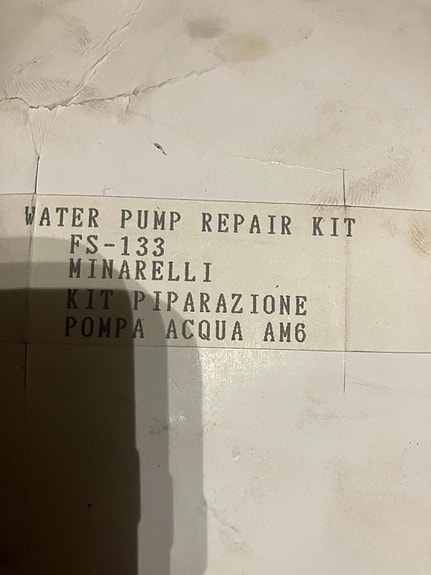 WATER PUMP REPAIR KIT
FS-133
MINARELLI
KIT PIPARAZIONE
POMPA ACQUA AM6